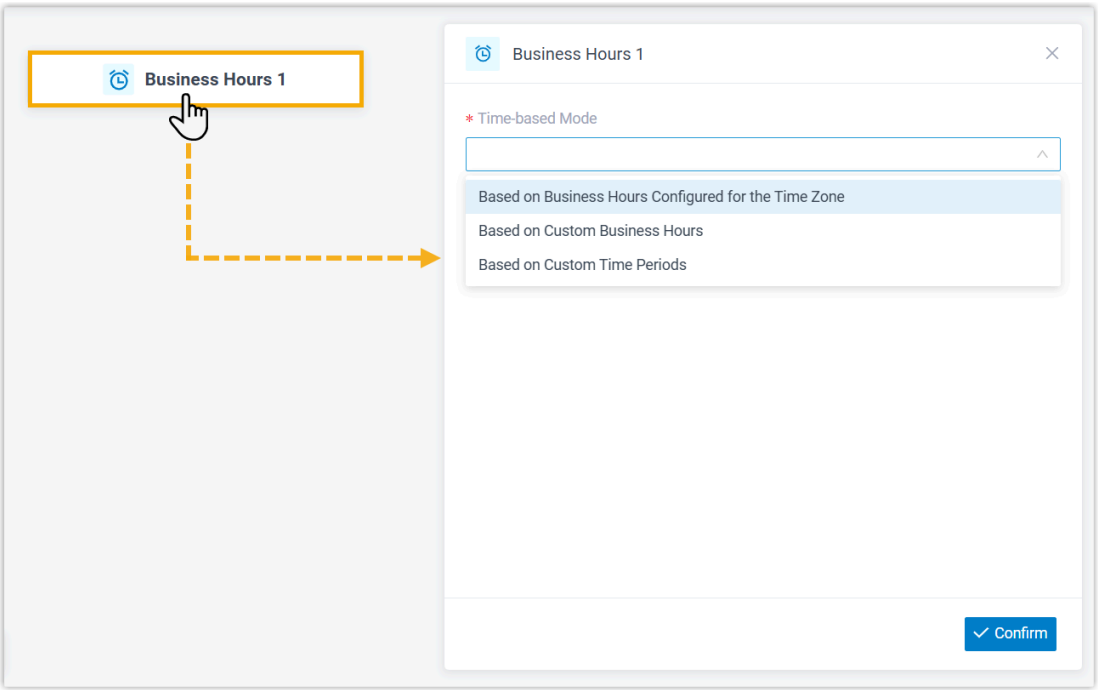 Business Hours 1
Business Hours 1
* Time-based Mode
Based on Business Hours Configured for the Time Zone
Based on Custom Business Hours
Based on Custom Time Periods
Confirm